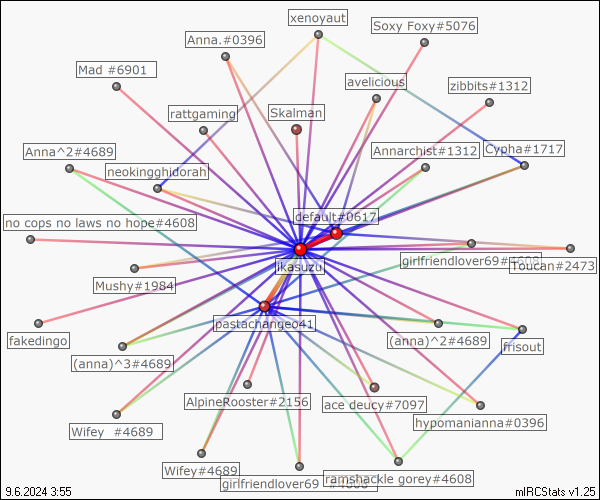 xenoyaut
Soxy Foxy#5076
Anna.#0396
Mad #6901
avelicious
zibbits#1312
rattgaming
Skalman
Anna^2#4689
Annarchist#1312
Cypha#1717
neokingghidorah
default#0617
no cops no laws no hope#4608
ikasuzu
girlfriendlover69#4608
Toucan#2473
Mushy#1984
pastachangeo41
fakedingo
(anna)^2#4689
frisout
(anna)^3#4689
AlpineRooster#2156
ace deucy#7097
hypomanianna#0396
Wifey #4689
Wifey#4689
girlfriendlover69 #4608
ramshackle gorey#4608
9.6.2024 3:55
mIRCStats v1.25